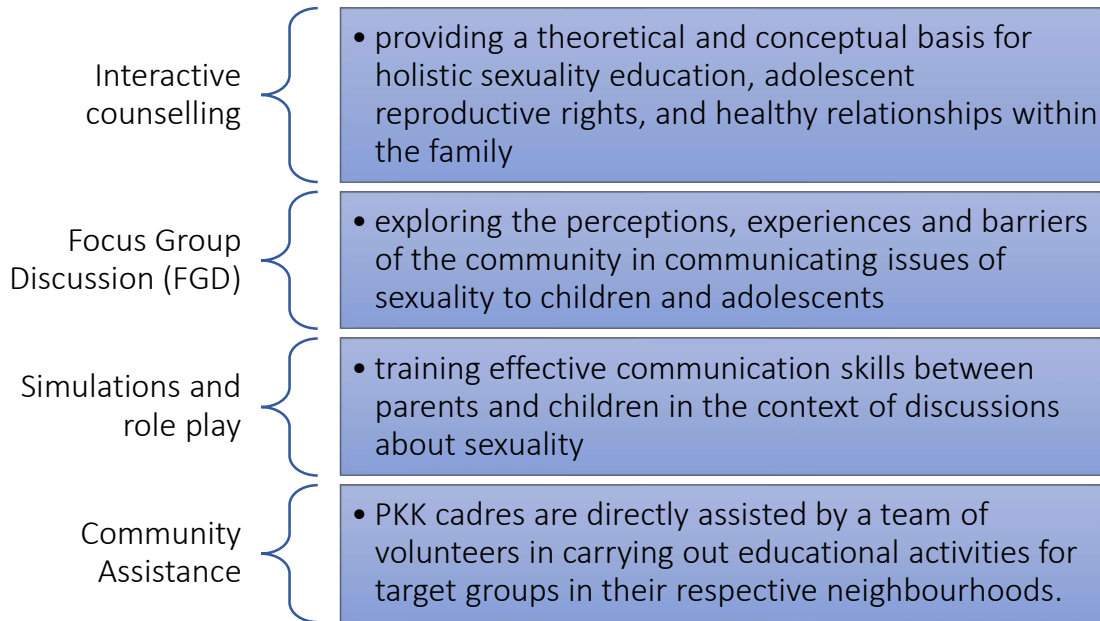 Interactive
counselling
• providing a theoretical and conceptual basis for
holistic sexuality education, adolescent
reproductive rights, and healthy relationships within
the family
Focus Group
Discussion (FGD)
• exploring the perceptions, experiences and barriers
of the community in communicating issues of
sexuality to children and adolescents
Simulations and
role play
• training effective communication skills between
parents and children in the context of discussions
about sexuality
Community
Assistance
• PKK cadres are directly assisted by a team of
volunteers in carrying out educational activities for
target groups in their respective neighbourhoods.